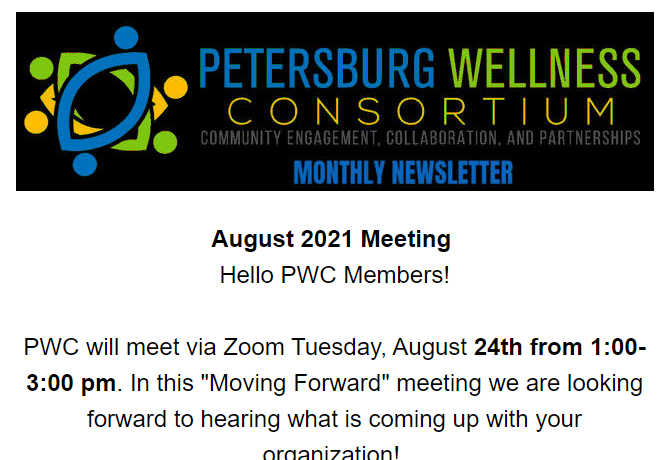 PETERSBURG WELLNESS
CONSORTIUM
COMMUNITY ENGAGEMENT, COLLABORATION, AND PARTNERSHIPS
MONTHLY NEWSLETTER
August 2021 Meeting
Hello PWC Members!
PWC will meet via Zoom Tuesday, August 24th from 1:00-
3:00 pm. In this "Moving Forward" meeting we are looking
forward to hearing what is coming up with your
organization!